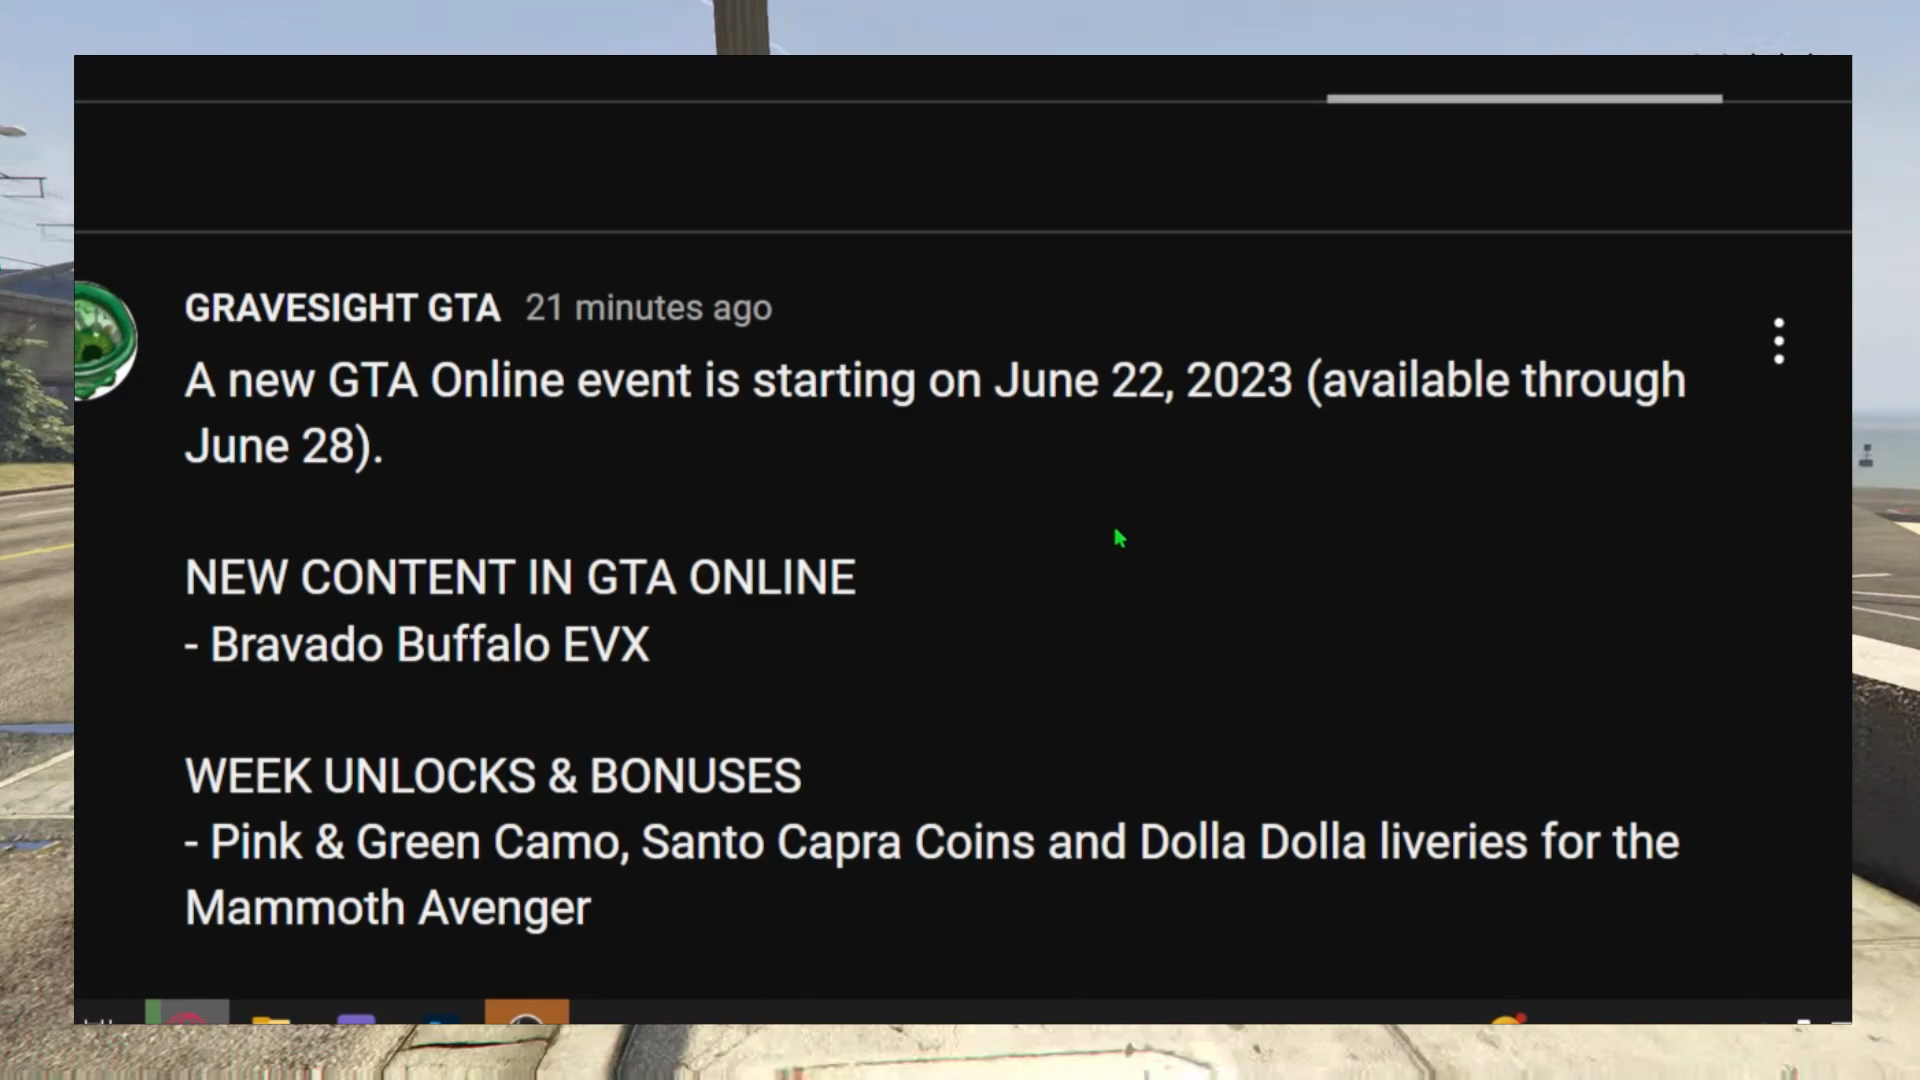 GRAVESIGHT GTA 21 minutes ago
A new GTA Online event is starting on June 22, 2023 (available through
June 28).
NEW CONTENT IN GTA ONLINE
- Bravado Buffalo EVX
WEEK UNLOCKS & BONUSES
- Pink & Green Camo, Santo Capra Coins and Dolla Dolla liveries for the
Mammoth Avenger